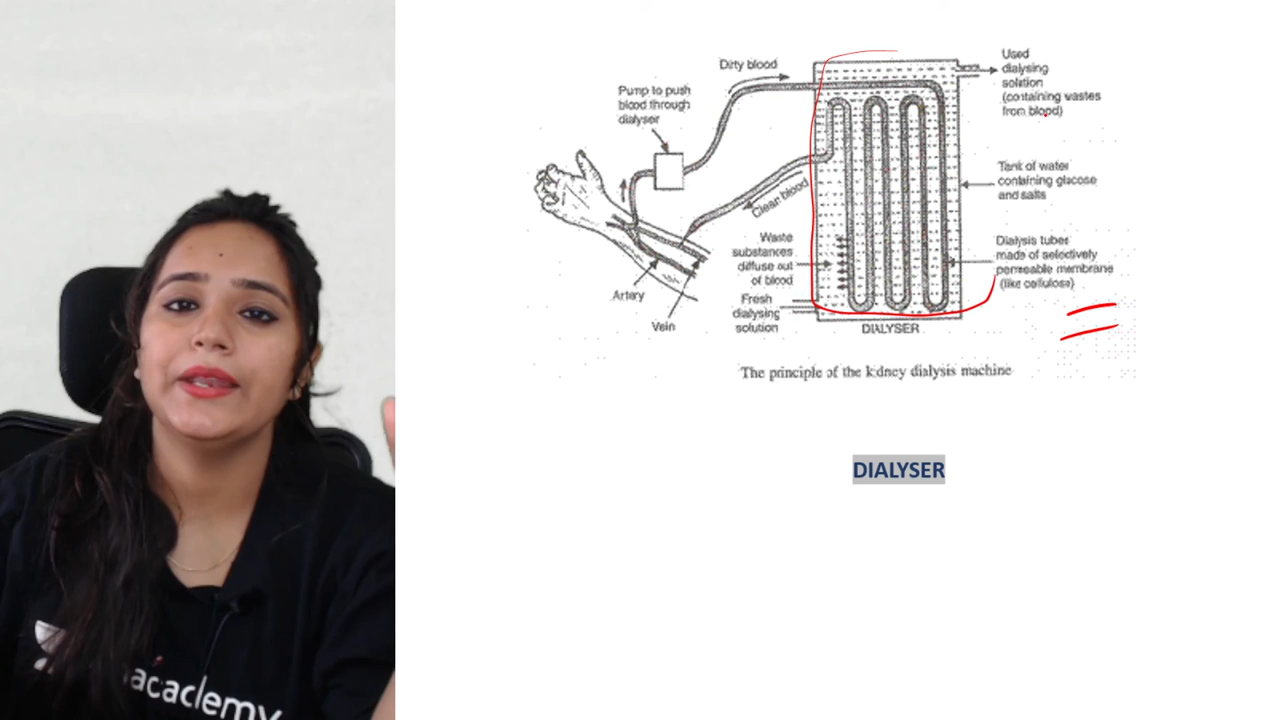 Dirty blood
Pump to push
blood through
dialyser
Used
dialysing
solution
(containing wastes
from blood)
Tank of water
containing glucose
and salts
Clear blood
Waste
substances
diffuse out
of blood
Dialysis tubes
made of selectively
permeable membrane
(like cellulose)
Artery
Vein
Fresh
dialysing
solution
DIALYSER
The principle of the kidney dialysis machine
DIALYSER
academy